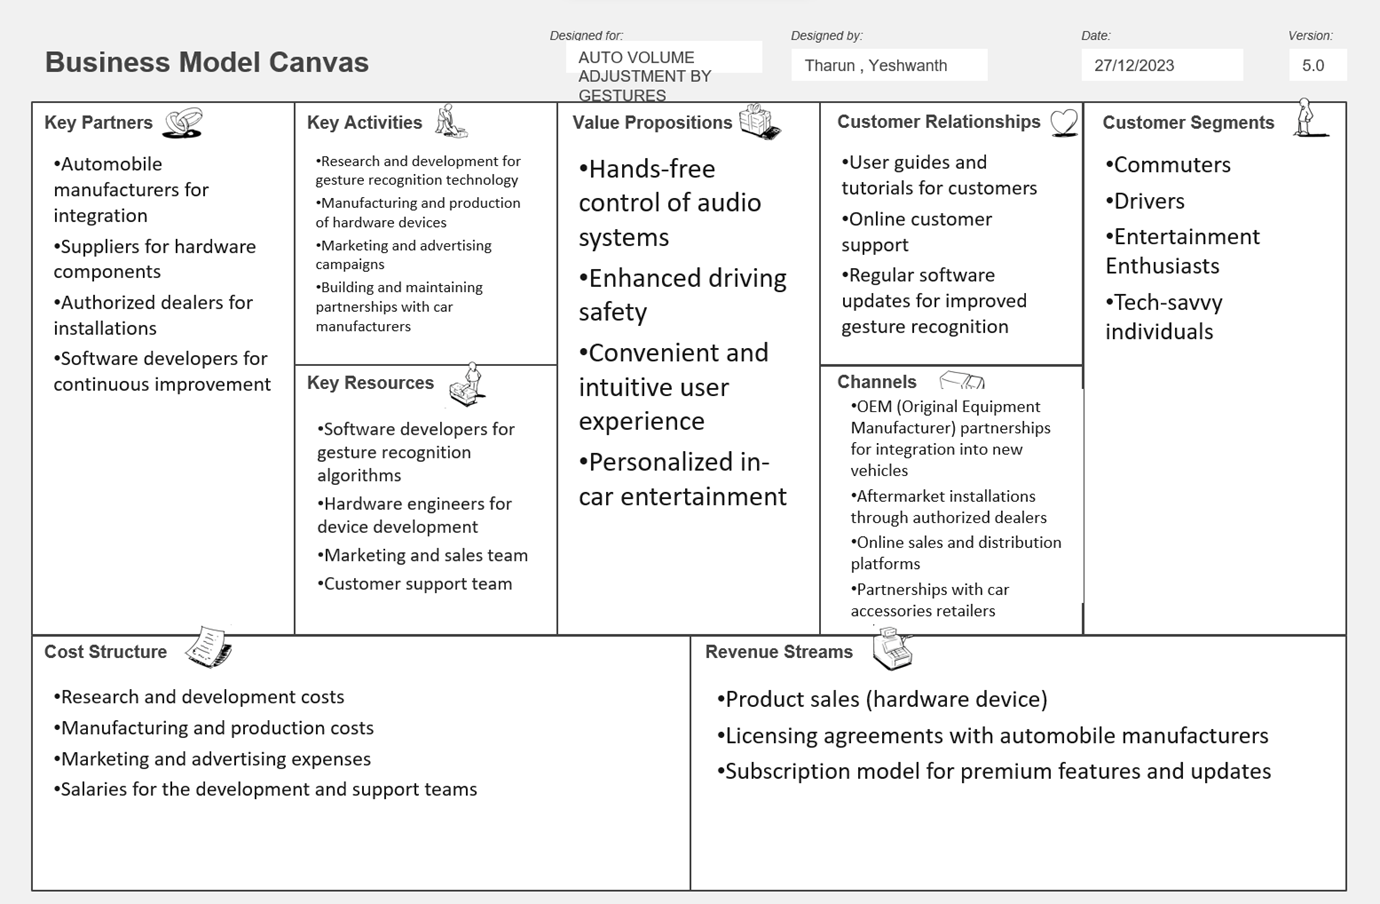 Business Model Canvas
Designed for:
AUTO VOLUME
ADJUSTMENT BY
GESTURES
Designed by:
Tharun , Yeshwanth
Date:
27/12/2023
Version:
5.0
Key Partners
•Automobile
manufacturers for
integration
•Suppliers for hardware
components
•Authorized dealers for
installations
•Software developers for
continuous improvement
Key Activities
•Research and development for
gesture recognition technology
•Manufacturing and production
of hardware devices
•Marketing and advertising
campaigns
•Building and maintaining
partnerships with car
manufacturers
Key Resources
•Software developers for
gesture recognition
algorithms
•Hardware engineers for
device development
•Marketing and sales team
•Customer support team
Value Propositions
•Hands-free
control of audio
systems
•Enhanced driving
safety
•Convenient and
intuitive user
experience
•Personalized in-
car entertainment
Customer Relationships
•User guides and
tutorials for customers
•Online customer
support
•Regular software
updates for improved
gesture recognition
Channels
•OEM (Original Equipment
Manufacturer) partnerships
for integration into new
vehicles
•Aftermarket installations
through authorized dealers
•Online sales and distribution
platforms
•Partnerships with car
accessories retailers
Customer Segments
•Commuters
•Drivers
•Entertainment
Enthusiasts
•Tech-savvy
individuals
Cost Structure
•Research and development costs
•Manufacturing and production costs
•Marketing and advertising expenses
•Salaries for the development and support teams
Revenue Streams
•Product sales (hardware device)
•Licensing agreements with automobile manufacturers
•Subscription model for premium features and updates